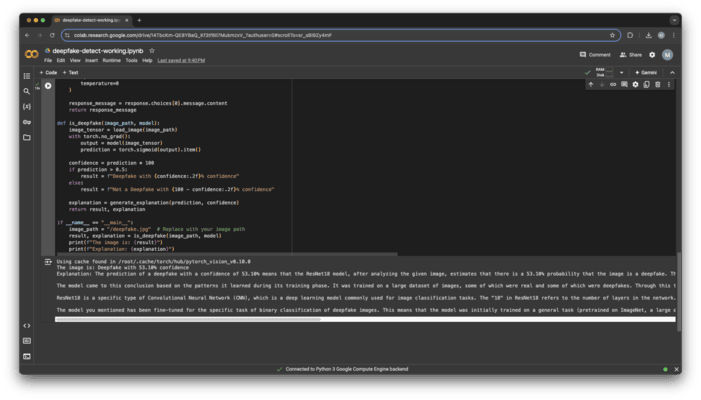 deepfake-detect-working.ipynb
colab.research.google.com/drive/
deepfake-detect-working.ipynb
File Edit View Insert Runtime Tools Help Last saved at 9:40 PM
Comment Share M
+ Code + Text
RAM
Disk
Gemini
temperature=0
)
response_message = response.choices[0].message.content
return response_message
def is_deepfake(image_path, model):
image_tensor = load_image(image_path)
with torch.no_grad():
output = model(image_tensor)
prediction = torch.sigmoid(output).item()
confidence = prediction * 100
if prediction > 0.5:
result = f"Deepfake with {confidence:.2f}% confidence"
else:
result = f"Not a Deepfake with {100 - confidence:.2f}% confidence"
explanation = generate_explanation(prediction, confidence)
return result, explanation
if __name__ == "__main__":
image_path = "/deepfake.jpg" # Replace with your image path
result, explanation = is_deepfake(image_path, model)
print(f"The image is: {result}")
print(f"Explanation: {explanation}")
Using cache found in /root/.cache/torch/hub/pytorch_vision_v0.10.0
The image is: Deepfake with 53.10% confidence
Explanation: The prediction of a deepfake with a confidence of 53.10% means that the ResNet18 model, after analyzing the given image, estimates that there is a 53.10% probability that the image is a deepfake. Th
The model came to this conclusion based on the patterns it learned during its training phase. It was trained on a large dataset of images, some of which were real and some of which were deepfakes. Through this t
ResNet18 is a specific type of Convolutional Neural Network (CNN), which is a deep learning model commonly used for image classification tasks. The "18" in ResNet18 refers to the number of layers in the network.
The model you mentioned has been fine-tuned for the specific task of binary classification of deepfake images. This means that the model was initially trained on a general task (pretrained on ImageNet, a large
Connected to Python 3 Google Compute Engine backend